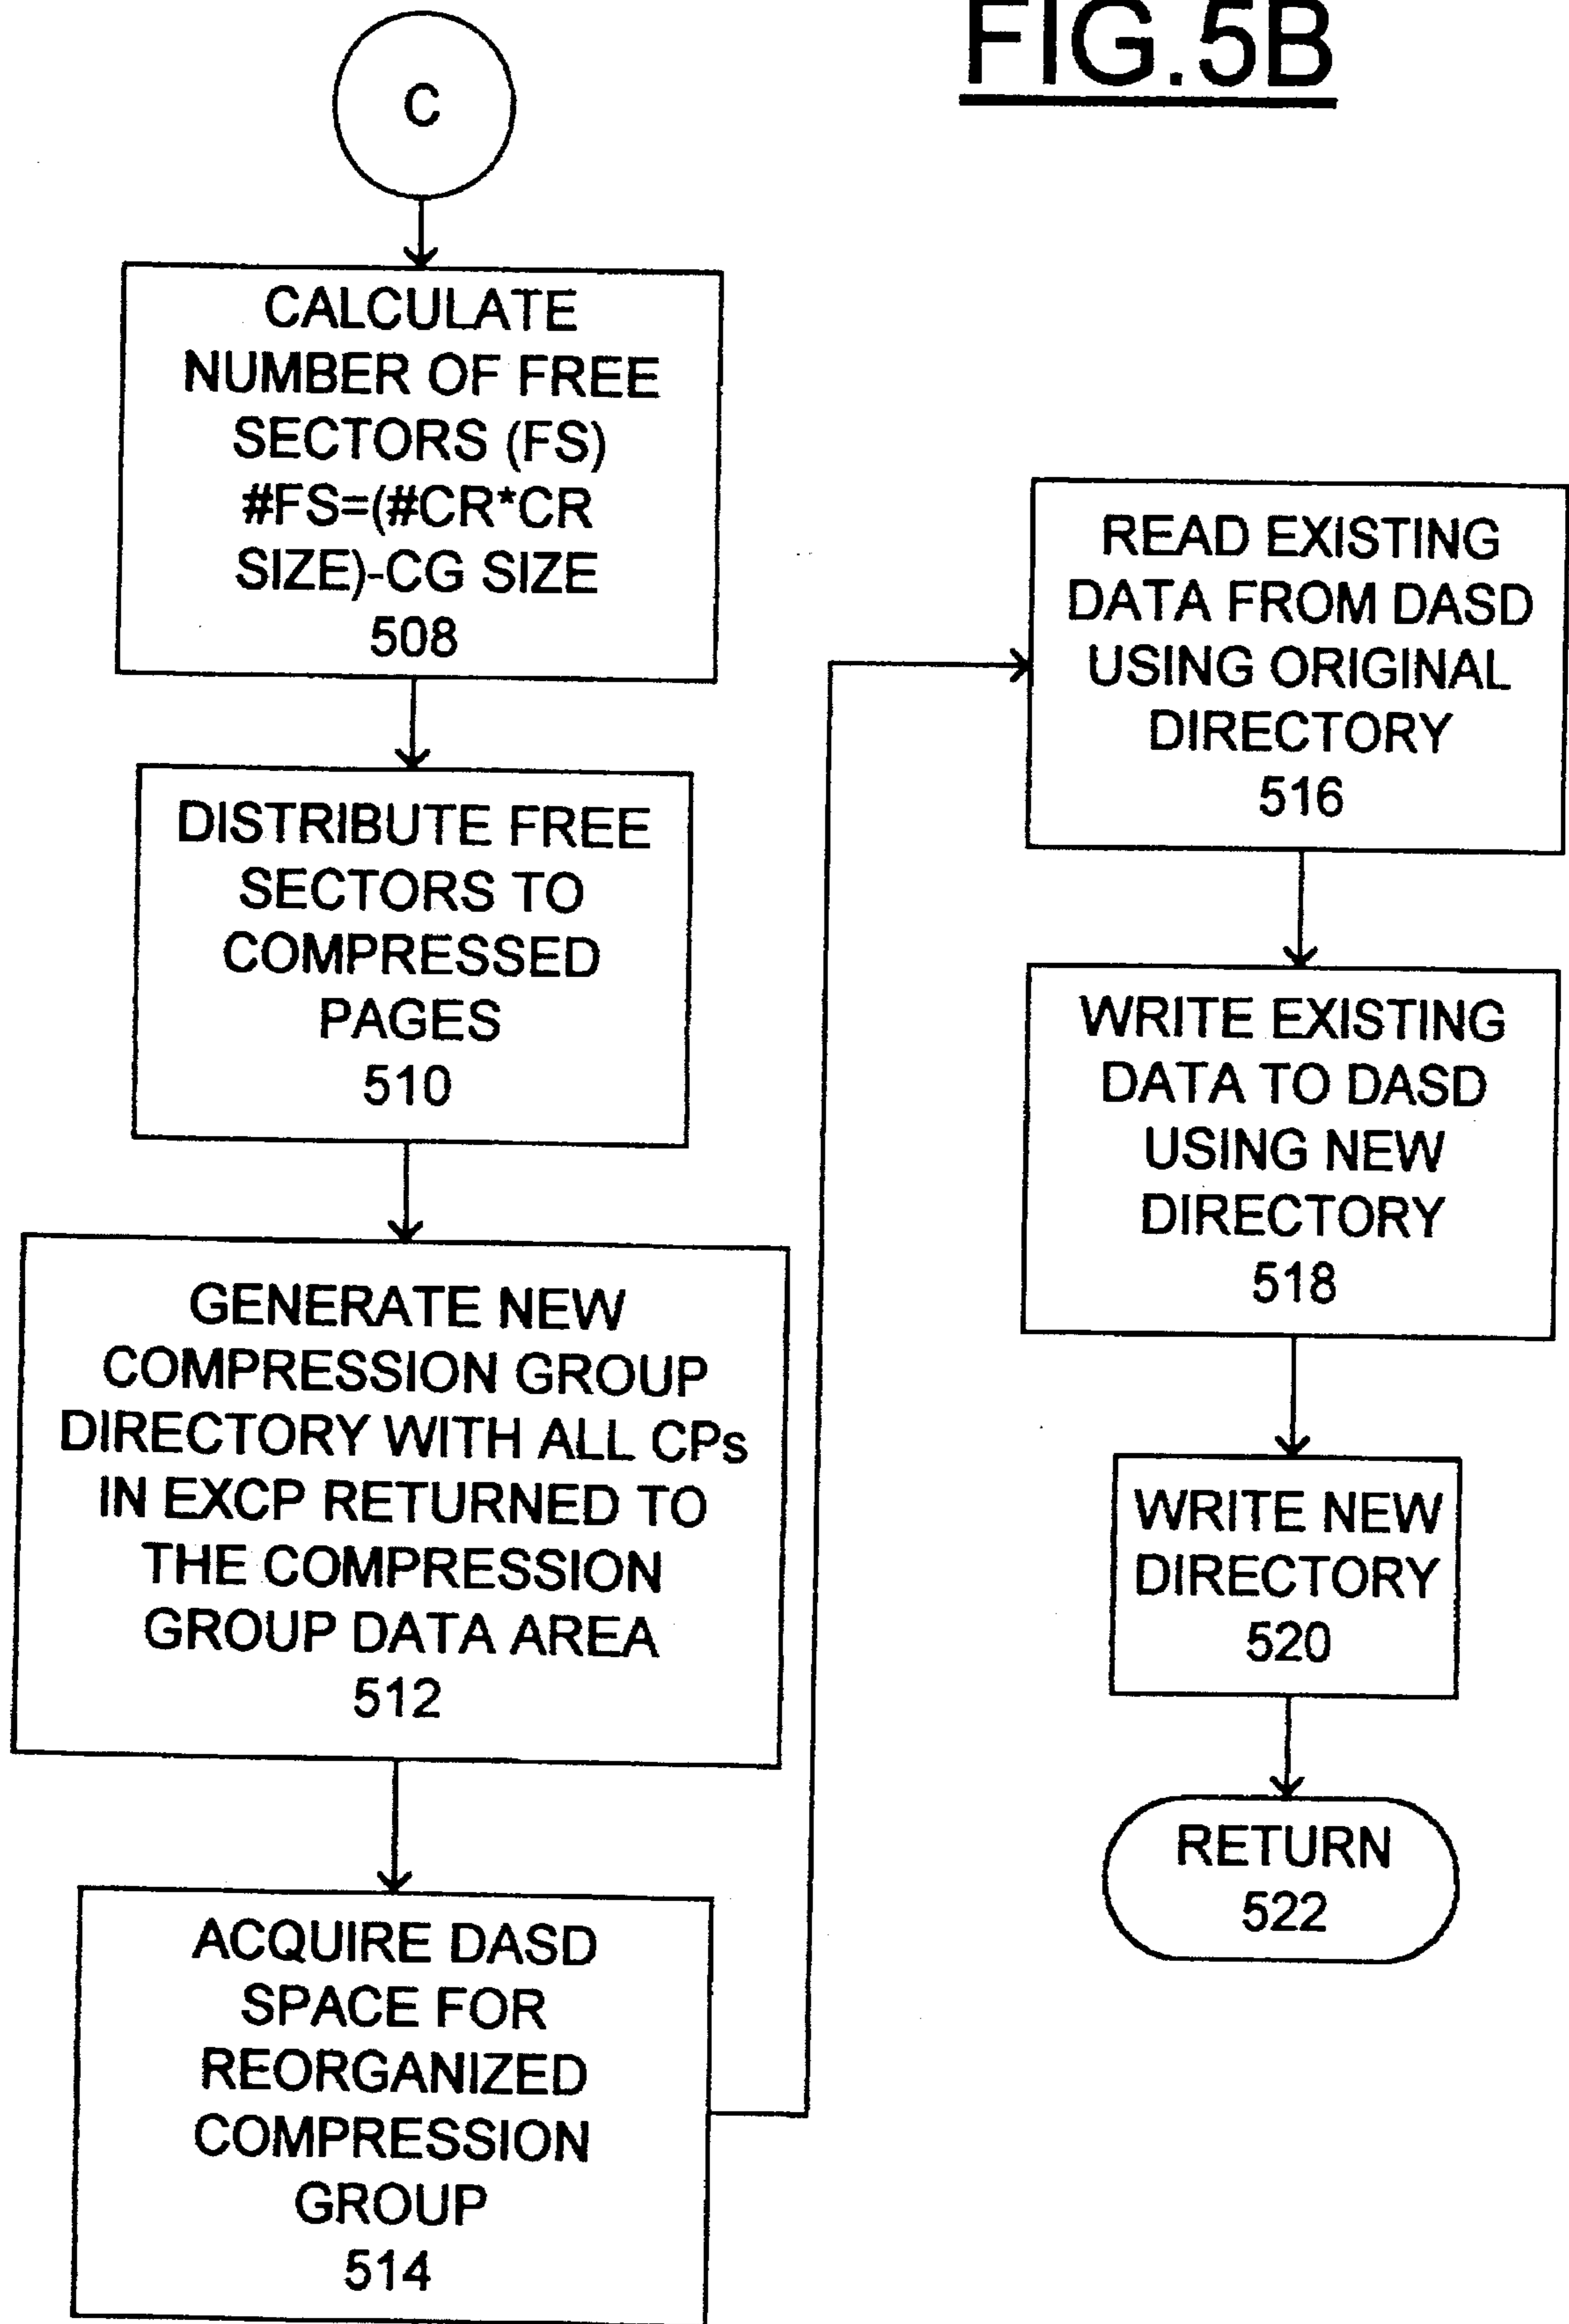 FIG.5B
C
CALCULATE
NUMBER OF FREE
SECTORS (FS)
#FS=(#CR*CR
SIZE)-CG SIZE
508
DISTRIBUTE FREE
SECTORS TO
COMPRESSED
PAGES
510
GENERATE NEW
COMPRESSION GROUP
DIRECTORY WITH ALL CPs
IN EXCP RETURNED TO
THE COMPRESSION
GROUP DATA AREA
512
ACQUIRE DASD
SPACE FOR
REORGANIZED
COMPRESSION
GROUP
514
READ EXISTING
DATA FROM DASD
USING ORIGINAL
DIRECTORY
516
WRITE EXISTING
DATA TO DASD
USING NEW
DIRECTORY
518
WRITE NEW
DIRECTORY
520
RETURN
522